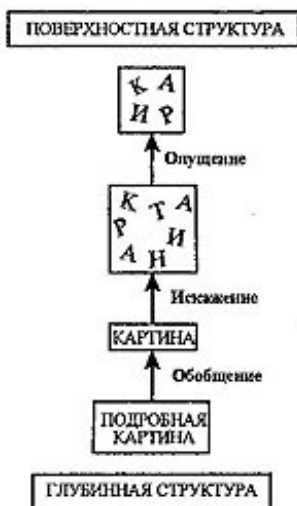 ПОВЕРХНОСТНАЯ СТРУКТУРА
К А
И Р
Опущение
К Т А
Р И
А Н
Искажение
КАРТИНА
Обобщение
ПОДРОБНАЯ
КАРТИНА
ГЛУБИННАЯ СТРУКТУРА